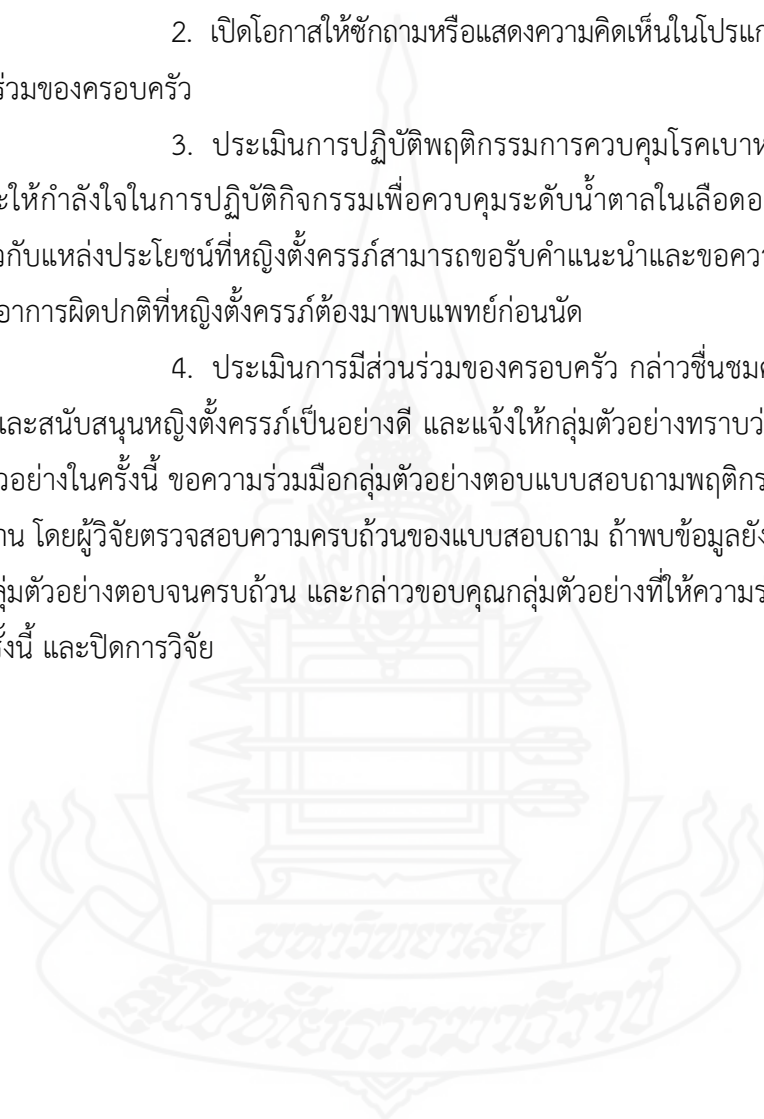 2. เปิดโอกาสให้ซักถามหรือแสดงความคิดเห็นในโปรแก
ร่วมของครอบครัว
3. ประเมินการปฏิบัติพฤติกรรมการควบคุมโรคเบาห
ะให้กำลังใจในการปฏิบัติกิจกรรมเพื่อควบคุมระดับน้ำตาลในเลือดอ
วกับแหล่งประโยชน์ที่หญิงตั้งครรภ์สามารถขอรับคำแนะนำและขอควา
อาการผิดปกติที่หญิงตั้งครรภ์ต้องมาพบแพทย์ก่อนนัด
4. ประเมินการมีส่วนร่วมของครอบครัว กล่าวชื่นชมค
และสนับสนุนหญิงตั้งครรภ์เป็นอย่างดี และแจ้งให้กลุ่มตัวอย่างทราบว่
วอย่างในครั้งนี้ ขอความร่วมมือกลุ่มตัวอย่างตอบแบบสอบถามพฤติกร
าน โดยผู้วิจัยตรวจสอบความครบถ้วนของแบบสอบถาม ถ้าพบข้อมูลยัง
ลุ่มตัวอย่างตอบจนครบถ้วน และกล่าวขอบคุณกลุ่มตัวอย่างที่ให้ความร
รั้งนี้ และปิดการวิจัย
มหาวิทยาลัย
สุโขทัยธรรมาธิราช